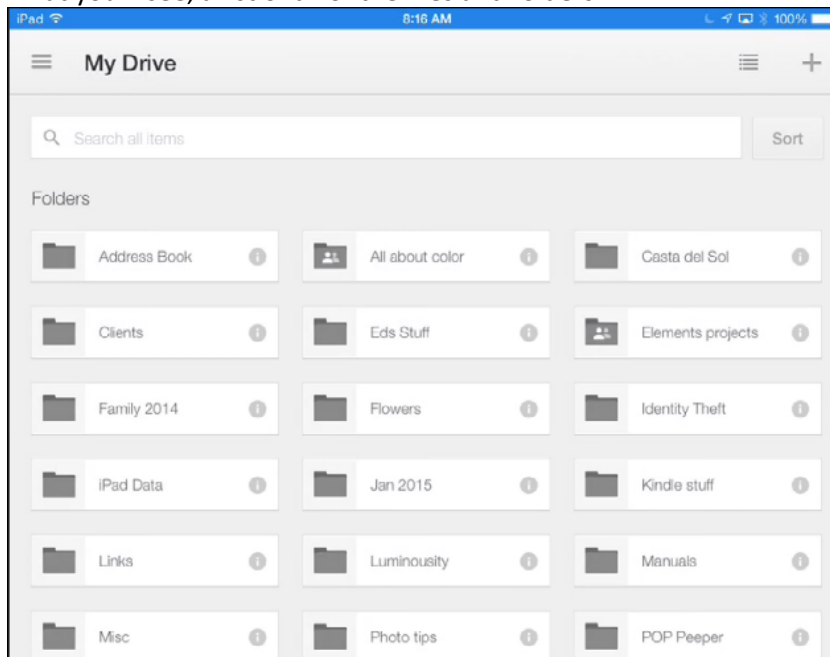 iPad 8:16 AM 100%
My Drive
Search all items Sort
Folders
Address Book All about color Casta del Sol
Clients Eds Stuff Elements projects
Family 2014 Flowers Identity Theft
iPad Data Jan 2015 Kindle stuff
Links Luminousity Manuals
Misc Photo tips POP Peeper